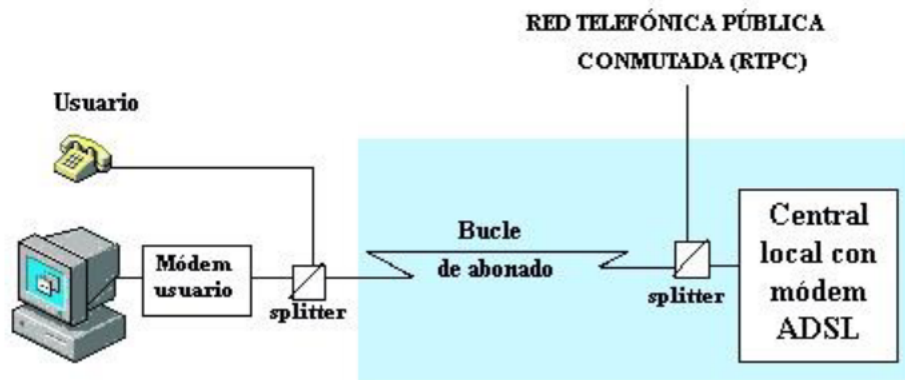 RED TELEFÓNICA PÚBLICA
CONMUTADA (RTPC)
Usuario
Módem
usuario
splitter
Bucle
de abonado
splitter
Central
local con
módem
ADSL